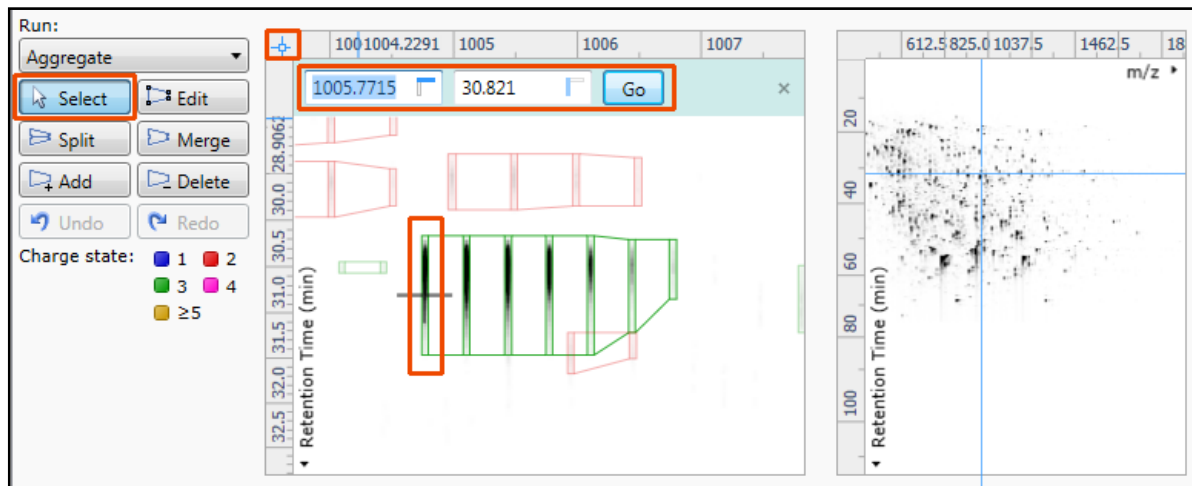 Run:
Aggregate
Select
Edit
Split
Merge
Add
Delete
Undo
Redo
Charge state:
1
2
3
4
≥5
100 1004.2291 1005 1006 1007
1005.7715 30.821 Go
28.9062
30.0
30.5
31.0
31.5
32.0
32.5
Retention Time (min)
612.5 825.0 1037.5 1462.5 18
m/z
20
40
60
80
100
Retention Time (min)